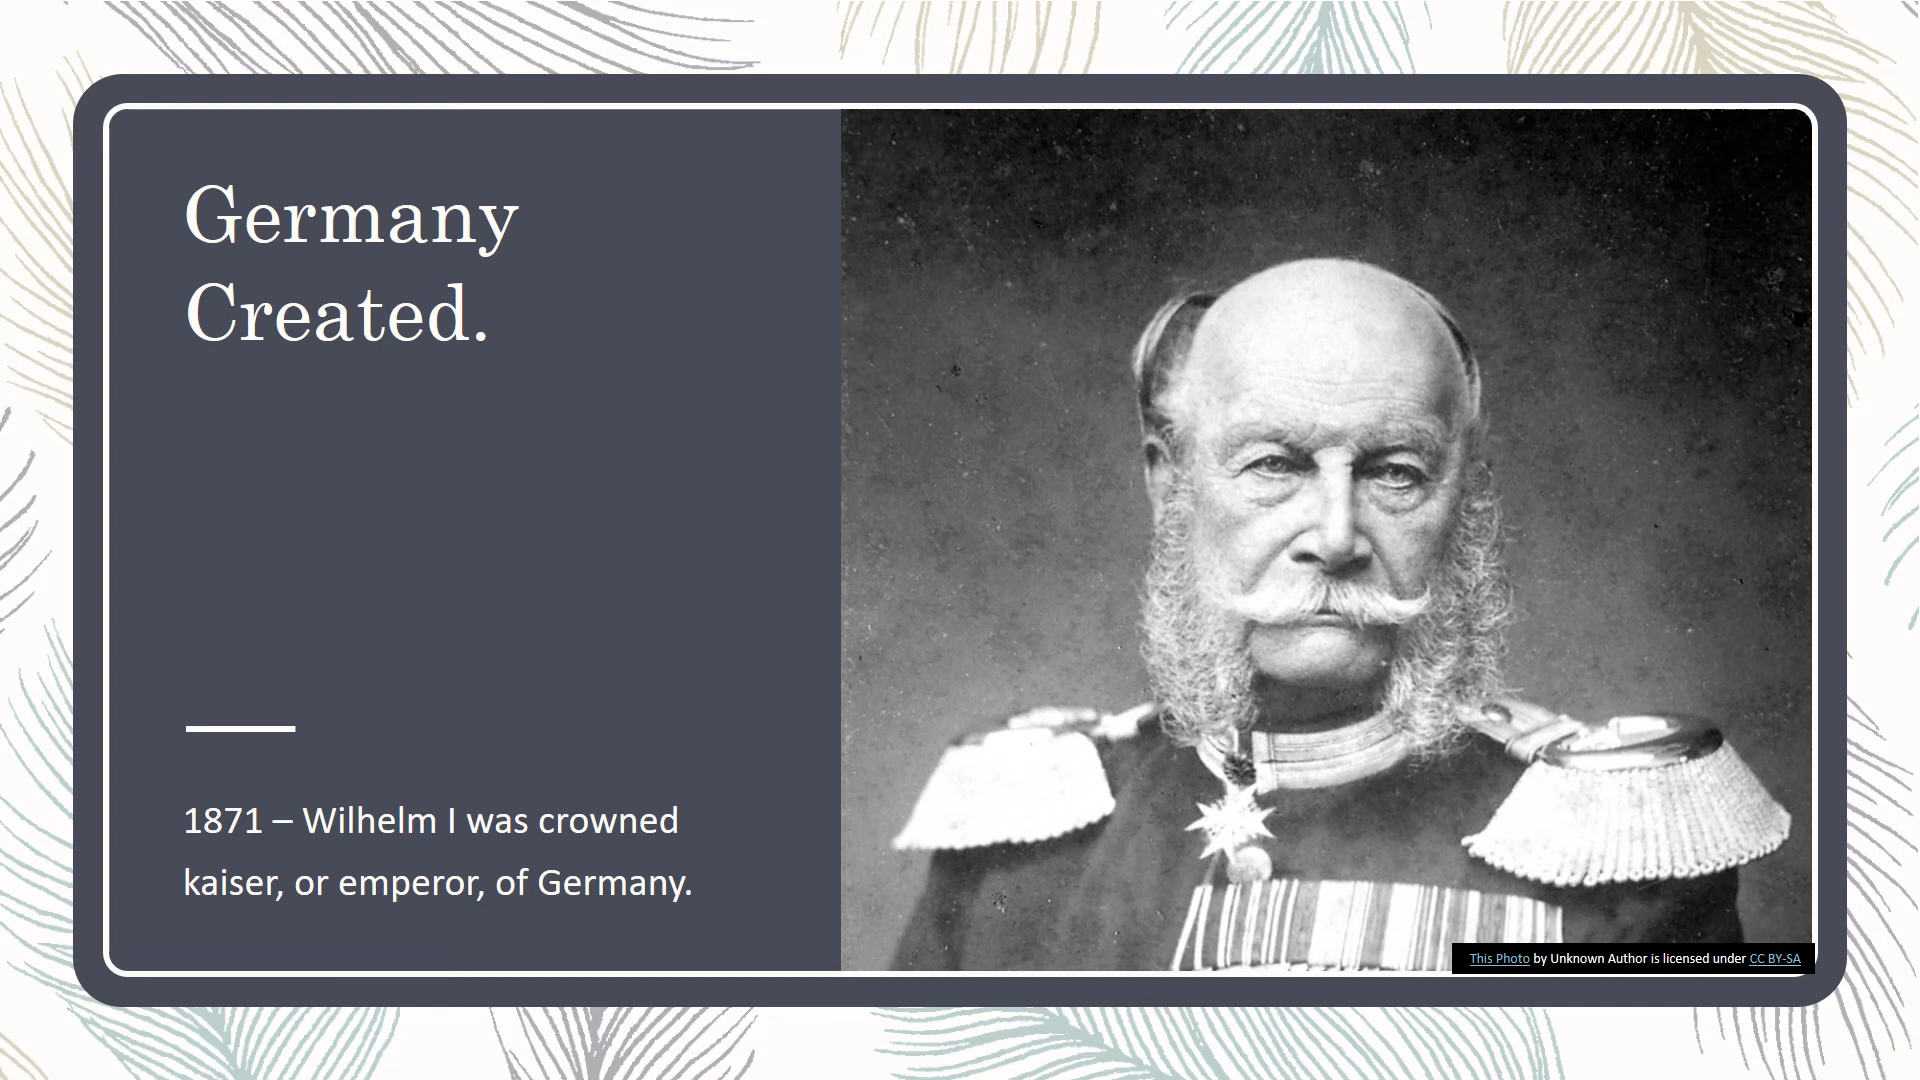 Germany
Created.
1871 – Wilhelm I was crowned
kaiser, or emperor, of Germany.
This Photo by Unknown Author is licensed under CC BY-SA